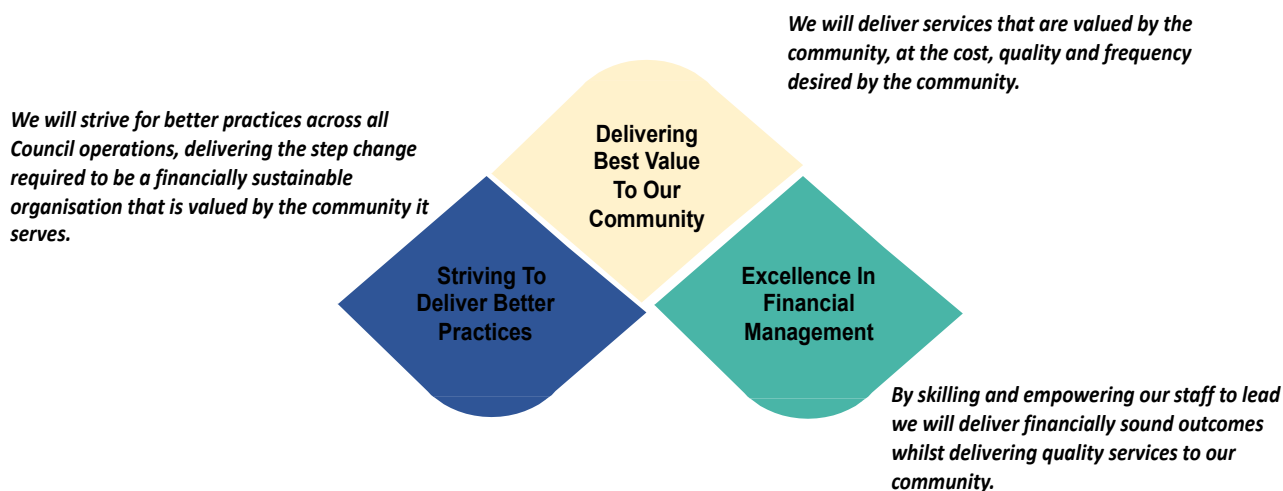 We will deliver services that are valued by the
community, at the cost, quality and frequency
desired by the community.
We will strive for better practices across all
Council operations, delivering the step change
required to be a financially sustainable
organisation that is valued by the community it
serves.
Delivering
Best Value
To Our
Community
Striving To
Deliver Better
Practices
Excellence In
Financial
Management
By skilling and empowering our staff to lead
we will deliver financially sound outcomes
whilst delivering quality services to our
community.